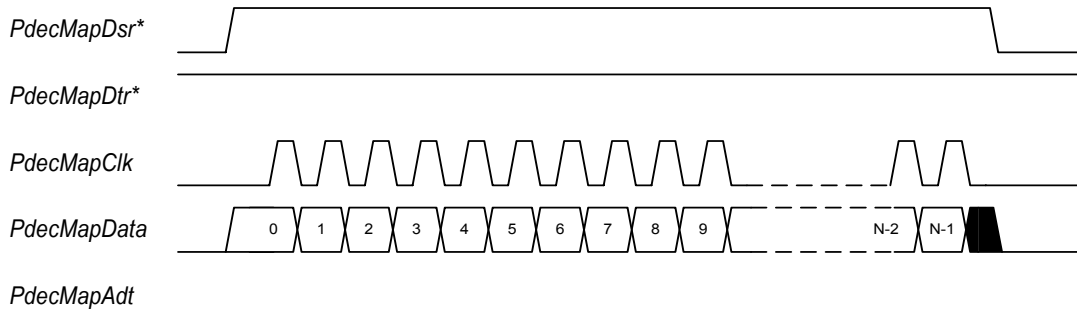 PdecMapDsr*
PdecMapDtr*
PdecMapClk
PdecMapData 0 1 2 3 4 5 6 7 8 9 N-2 N-1
PdecMapAdt